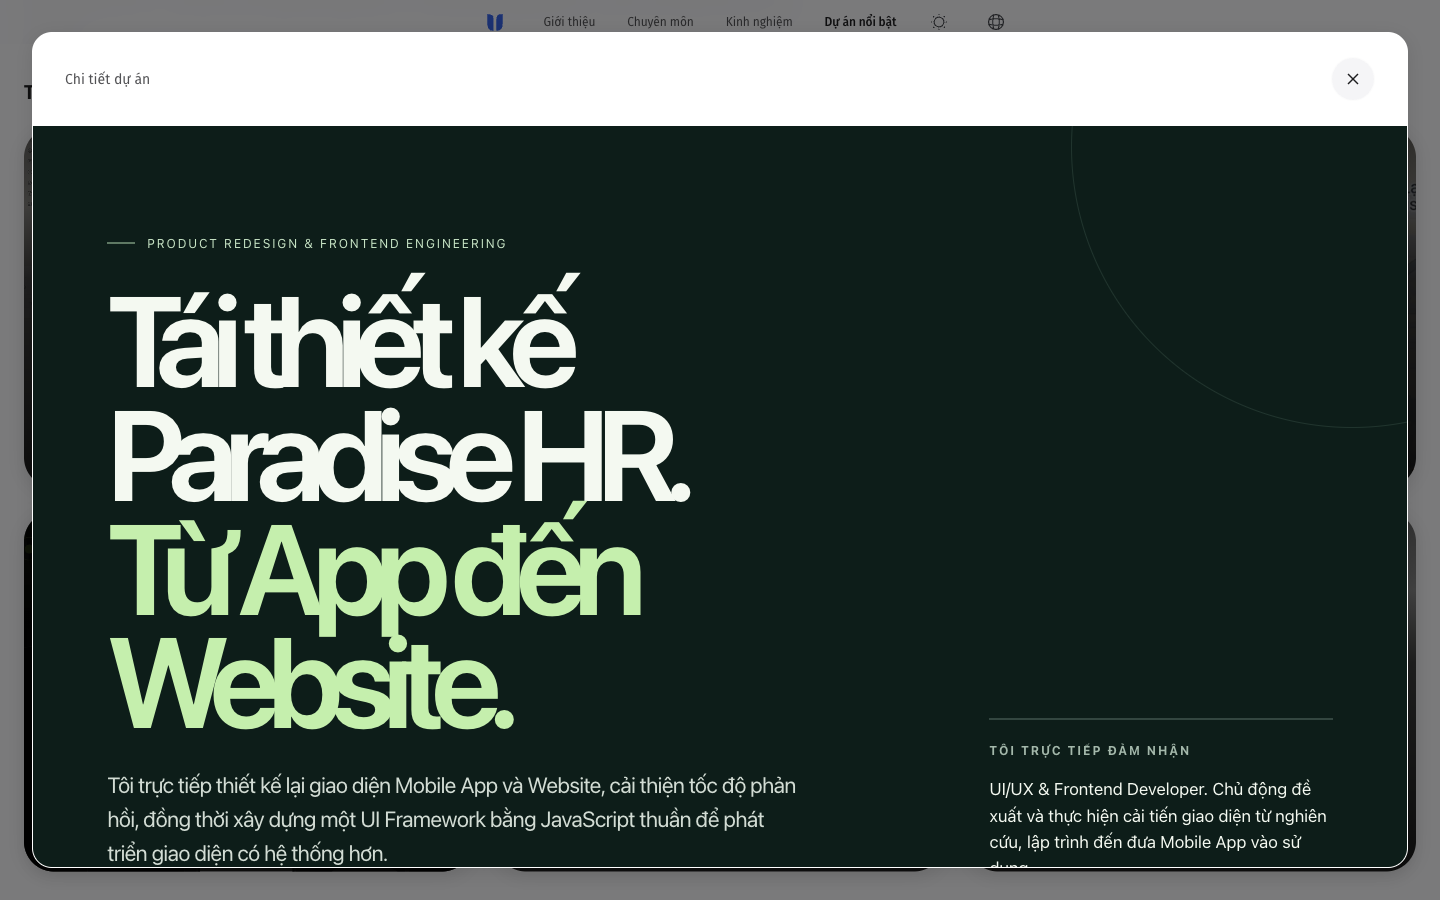 Giới thiệu
Chuyên môn
Kinh nghiệm
Dự án nổi bật
Chi tiết dự án
PRODUCT REDESIGN & FRONTEND ENGINEERING
Tái thiết kế
Paradise HR.
Từ App đến
Website.
Tôi trực tiếp thiết kế lại giao diện Mobile App và Website, cải thiện tốc độ phản
hồi, đồng thời xây dựng một UI Framework bằng JavaScript thuần để phát
triển giao diện có hệ thống hơn.
TÔI TRỰC TIẾP ĐẢM NHẬN
UI/UX & Frontend Developer. Chủ động đề
xuất và thực hiện cải tiến giao diện từ nghiên
cứu, lập trình đến đưa Mobile App vào sử